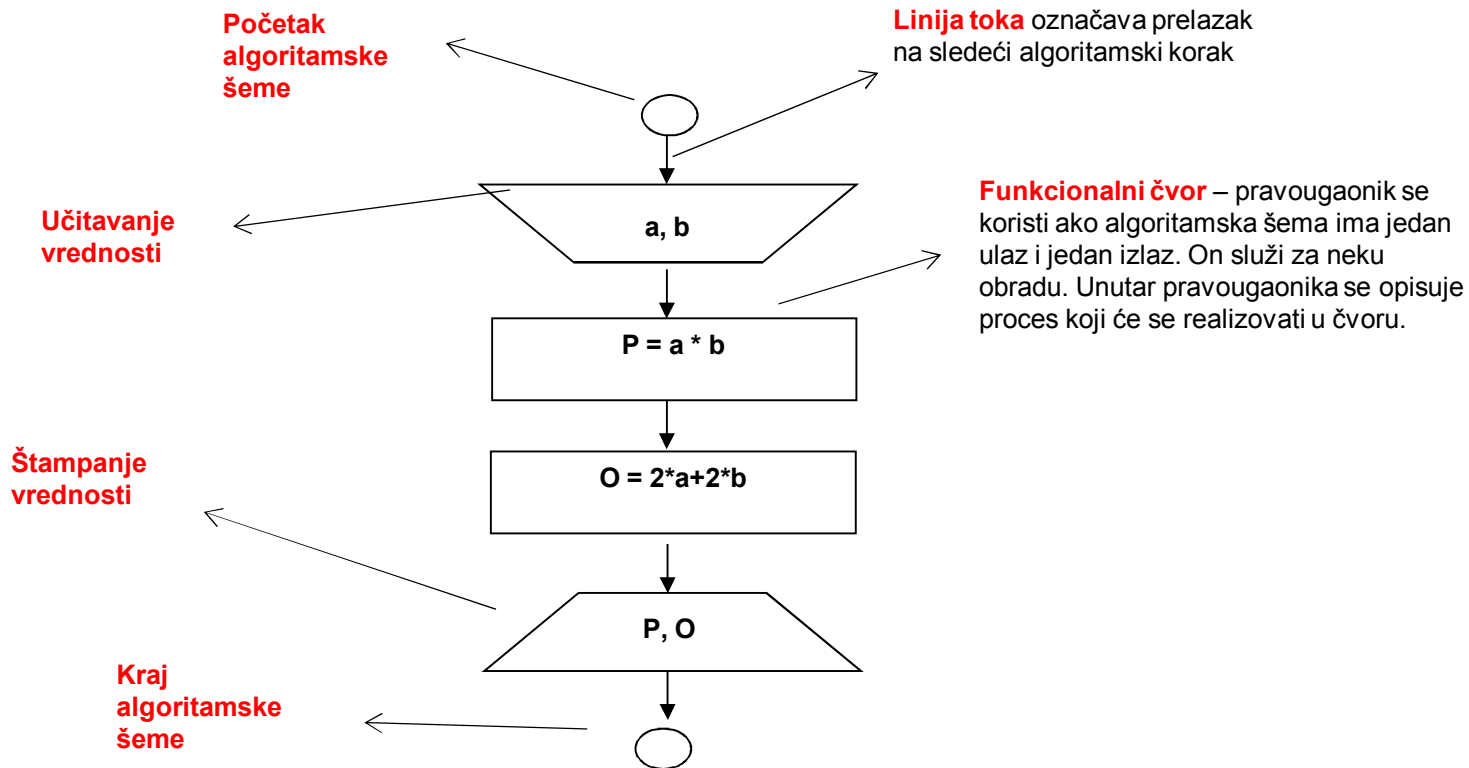 Početak
algoritamske
šeme
Linija toka označava prelazak
na sledeći algoritamski korak
Učitavanje
vrednosti
a, b
Funkcionalni čvor – pravougaonik se
koristi ako algoritamska šema ima jedan
ulaz i jedan izlaz. On služi za neku
obradu. Unutar pravougaonika se opisuje
proces koji će se realizovati u čvoru.
P = a * b
O = 2*a+2*b
Štampanje
vrednosti
P, O
Kraj
algoritamske
šeme